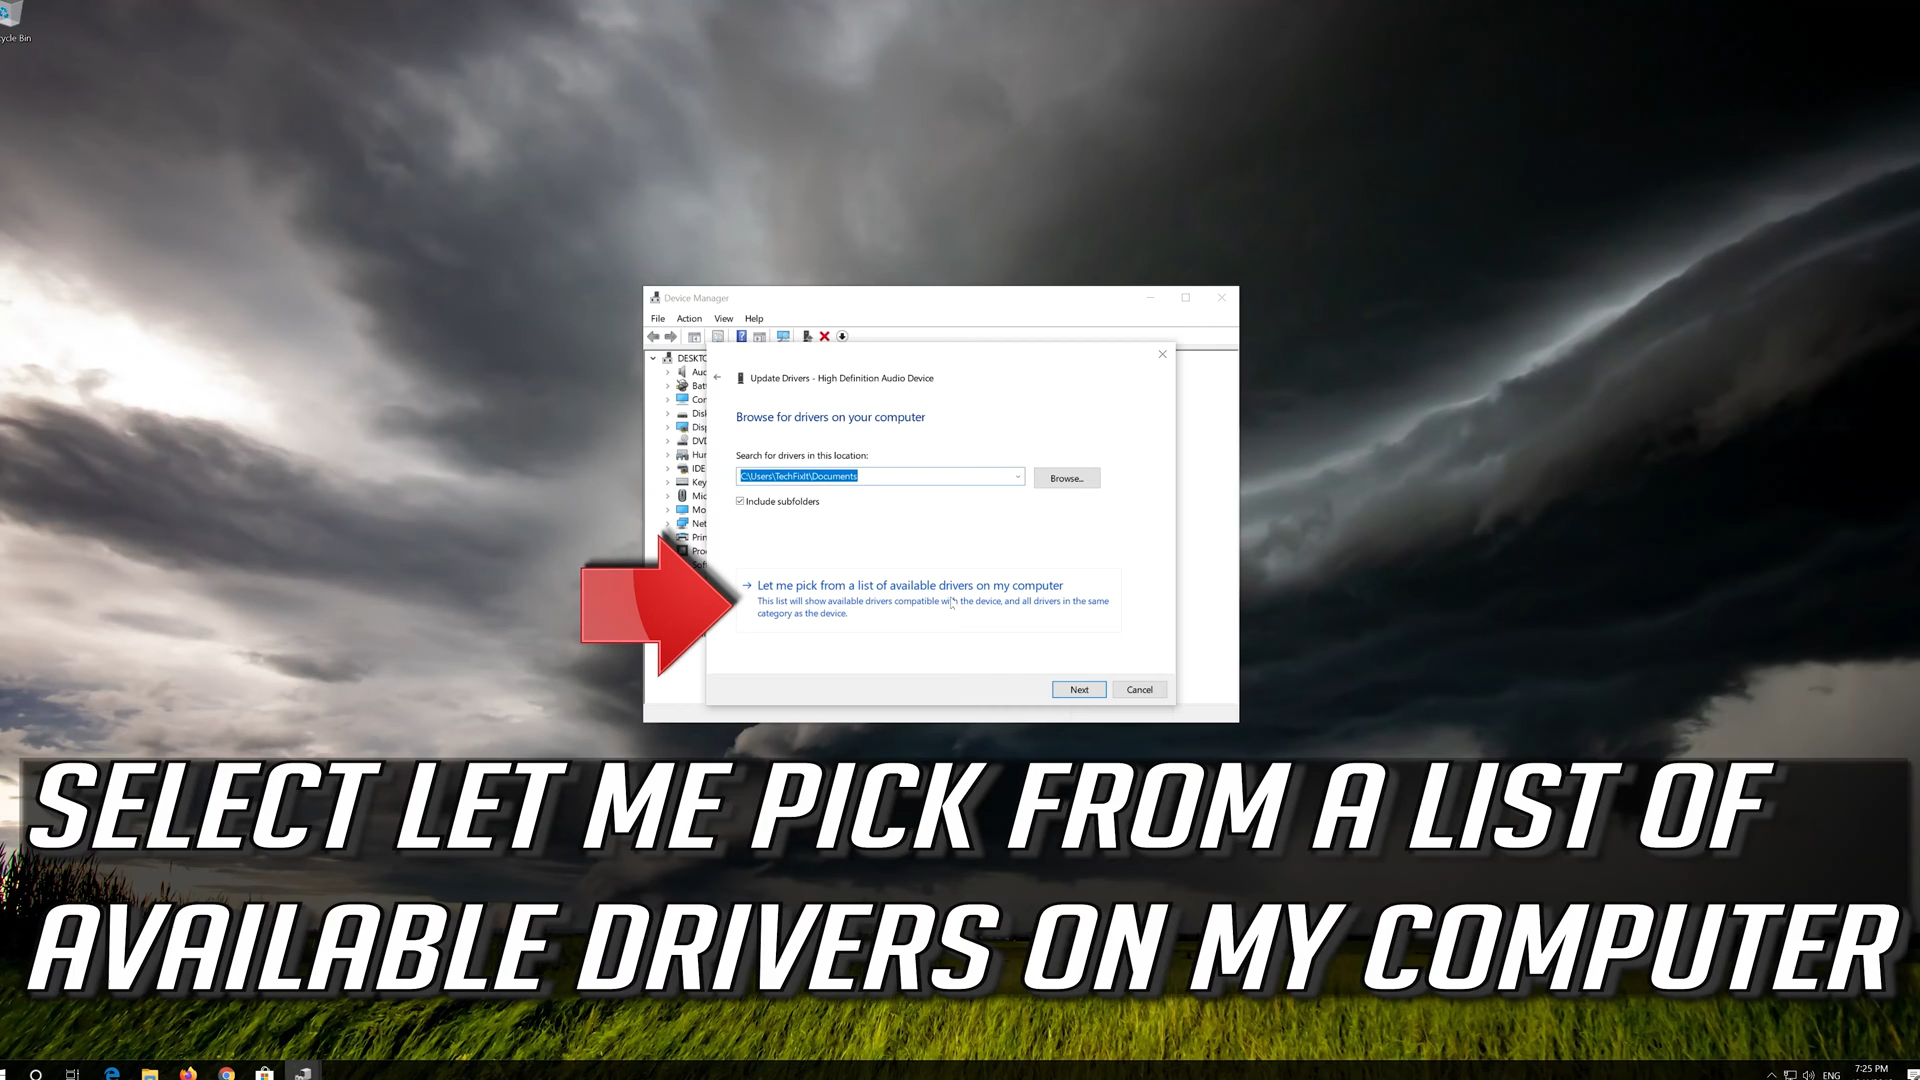 cycle Bin
Device Manager
File Action View Help
DESKTO
Update Drivers - High Definition Audio Device
Auc
Bat
Cor
Browse for drivers on your computer
Disl
Disp
DVD
Hur
Search for drivers in this location:
IDE
C:\Users\TechFixIt\Documents
Browse...
Key
Mic
Include subfolders
Mo
Net
Prin
Pro
Sof
Let me pick from a list of available drivers on my computer
This list will show available drivers compatible with the device, and all drivers in the same
category as the device.
Next Cancel
SELECT LET ME PICK FROM A LIST OF
AVAILABLE DRIVERS ON MY COMPUTER
ENG
7:25 PM